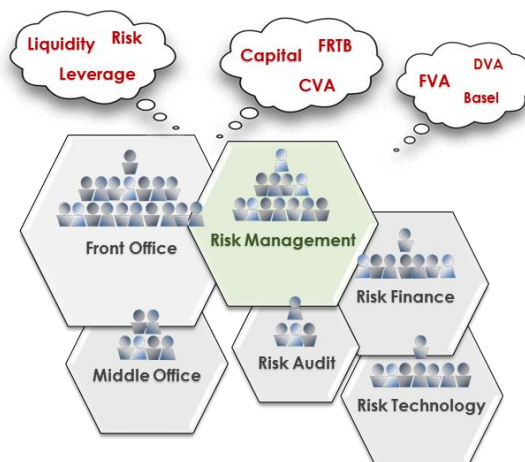 Liquidity Risk
Leverage
Capital FRTB
CVA
FVA DVA
Basel
Front Office
Risk Management
Risk Finance
Middle Office
Risk Audit
Risk Technology